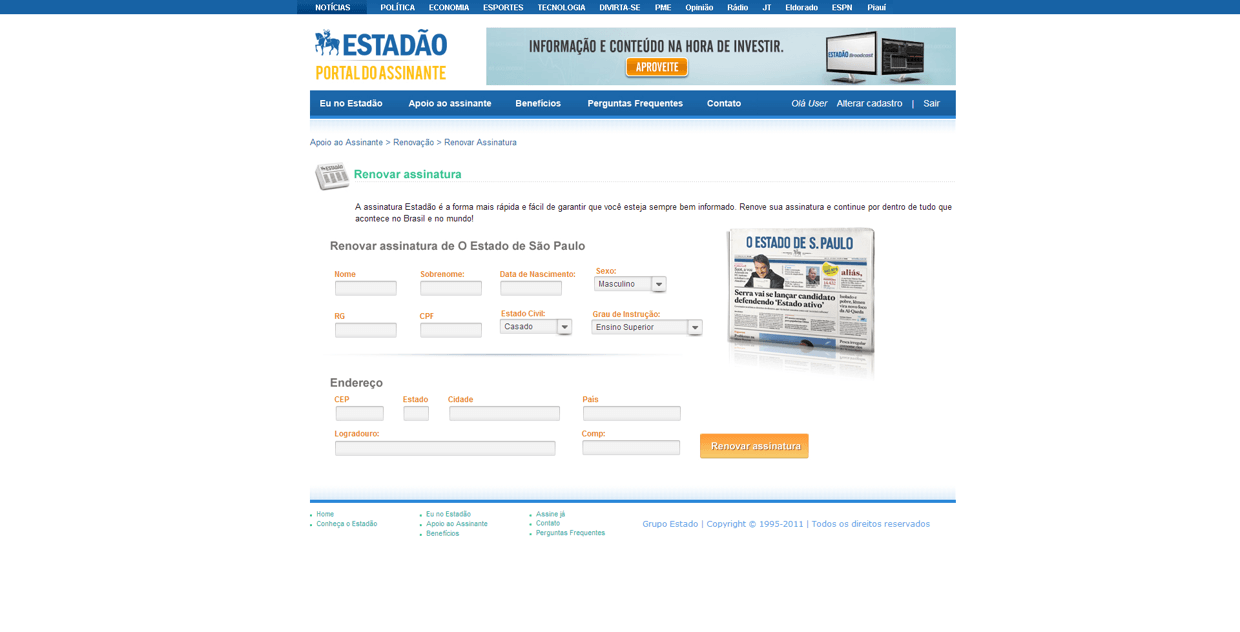 NOTÍCIAS POLÍTICA ECONOMIA ESPORTES TECNOLOGIA DIVIRTA-SE PME Opinião Rádio JT Eldorado ESPN Piauí
ESTADÃO
PORTAL DO ASSINANTE
INFORMAÇÃO E CONTEÚDO NA HORA DE INVESTIR.
APROVEITE
ESTADÃO Broadcast
Eu no Estadão Apoio ao assinante Benefícios Perguntas Frequentes Contato Olá User Alterar cadastro | Sair
Apoio ao Assinante > Renovação > Renovar Assinatura
ESTADÃO
Renovar assinatura
A assinatura Estadão é a forma mais rápida e fácil de garantir que você esteja sempre bem informado. Renove sua assinatura e continue por dentro de tudo que
acontece no Brasil e no mundo!
Renovar assinatura de O Estado de São Paulo
O ESTADO DE S. PAULO
aliás,
Serra vai se lançar candidato
defendendo 'Estado ativo'
Nome Sobrenome: Data de Nascimento: Sexo:
Masculino
RG CPF Estado Civil: Grau de Instrução:
Casado Ensino Superior
Endereço
CEP Estado Cidade País
Logradouro: Comp:
Renovar assinatura
Home
Conheça o Estadão
Eu no Estadão
Apoio ao Assinante
Benefícios
Assine já
Contato
Perguntas Frequentes
Grupo Estado | Copyright © 1995-2011 | Todos os direitos reservados